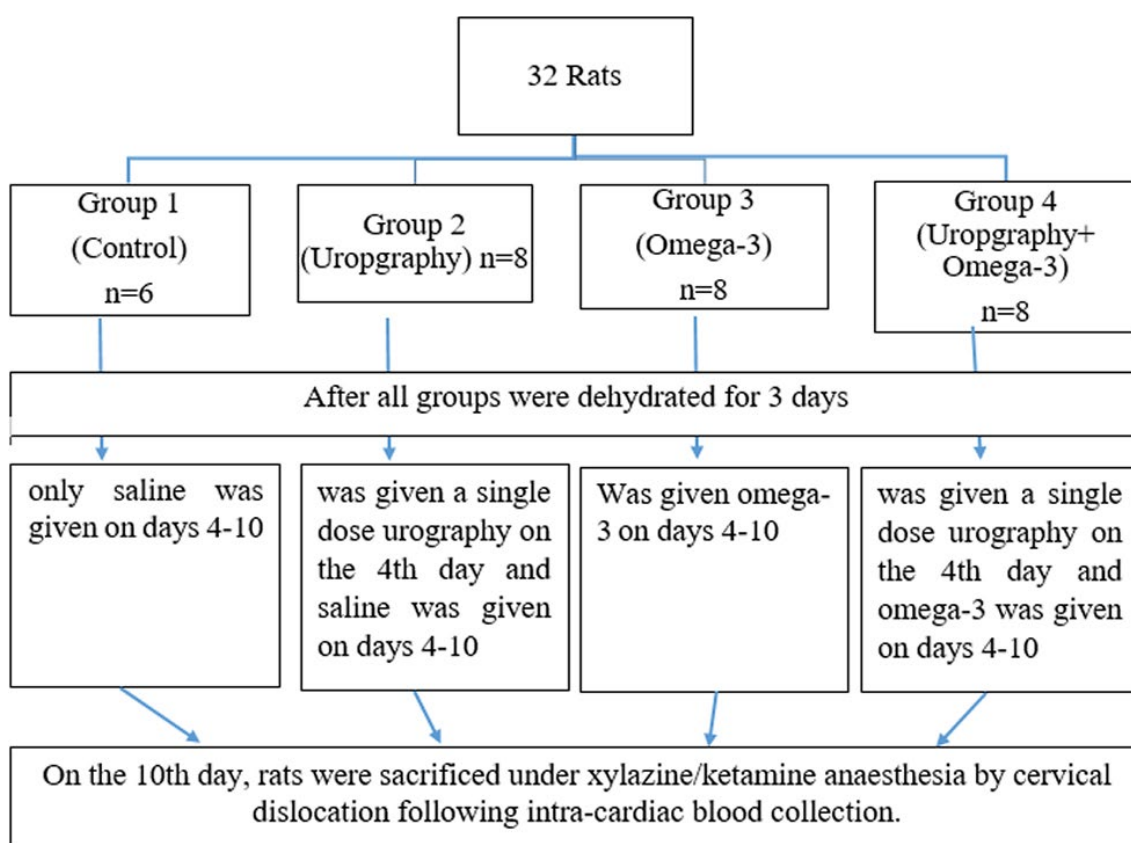 32 Rats
Group 1
(Control)
n=6
Group 2
(Uropgraphy) n=8
Group 3
(Omega-3)
n=8
Group 4
(Uropgraphy+
Omega-3)
n=8
After all groups were dehydrated for 3 days
only saline was
given on days 4-10
was given a single
dose urography on
the 4th day and
saline was given
on days 4-10
Was given omega-
3 on days 4-10
was given a single
dose urography on
the 4th day and
omega-3 was given
on days 4-10
On the 10th day, rats were sacrificed under xylazine/ketamine anaesthesia by cervical
dislocation following intra-cardiac blood collection.